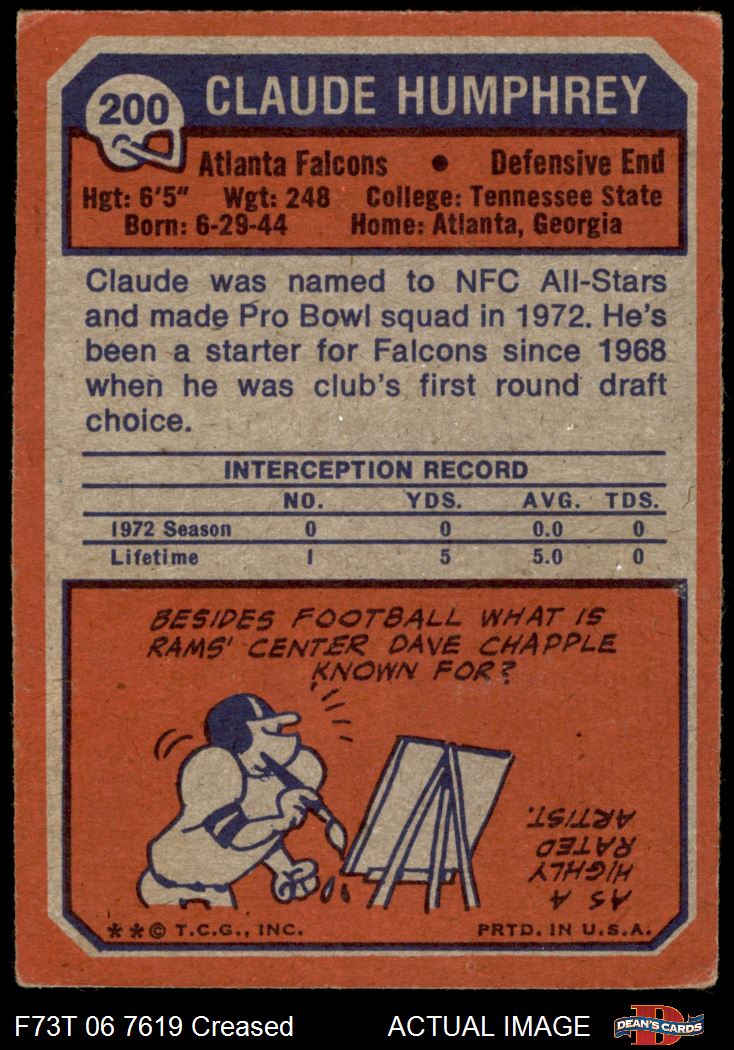 200
CLAUDE HUMPHREY
Atlanta Falcons • Defensive End
Hgt: 6'5" Wgt: 248 College: Tennessee State
Born: 6-29-44 Home: Atlanta, Georgia
Claude was named to NFC All-Stars
and made Pro Bowl squad in 1972. He's
been a starter for Falcons since 1968
when he was club's first round draft
choice.
INTERCEPTION RECORD
NO. YDS. AVG. TDS.
1972 Season 0 0 0.0 0
Lifetime 1 5 5.0 0
BESIDES FOOTBALL WHAT IS
RAMS' CENTER DAVE CHAPPLE
KNOWN FOR?
AS A
HIGHLY
RATED
ARTIST.
**© T.C.G., INC. PRTD. IN U.S.A.
F73T 06 7619 Creased ACTUAL IMAGE
D
DEAN'S CARDS